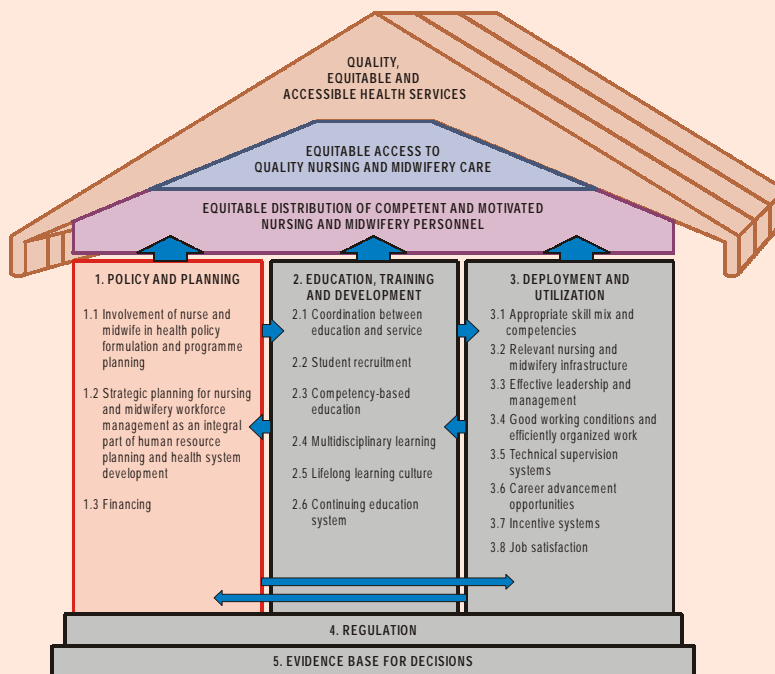 QUALITY,
EQUITABLE AND
ACCESSIBLE HEALTH SERVICES
EQUITABLE ACCESS TO
QUALITY NURSING AND MIDWIFERY CARE
EQUITABLE DISTRIBUTION OF COMPETENT AND MOTIVATED
NURSING AND MIDWIFERY PERSONNEL
1. POLICY AND PLANNING
1.1 Involvement of nurse and
midwife in health policy
formulation and programme
planning
1.2 Strategic planning for nursing
and midwifery workforce
management as an integral
part of human resource
planning and health system
development
1.3 Financing
2. EDUCATION, TRAINING
AND DEVELOPMENT
2.1 Coordination between
education and service
2.2 Student recruitment
2.3 Competency-based
education
2.4 Multidisciplinary learning
2.5 Lifelong learning culture
2.6 Continuing education
system
3. DEPLOYMENT AND
UTILIZATION
3.1 Appropriate skill mix and
competencies
3.2 Relevant nursing and
midwifery infrastructure
3.3 Effective leadership and
management
3.4 Good working conditions and
efficiently organized work
3.5 Technical supervision
systems
3.6 Career advancement
opportunities
3.7 Incentive systems
3.8 Job satisfaction
4. REGULATION
5. EVIDENCE BASE FOR DECISIONS